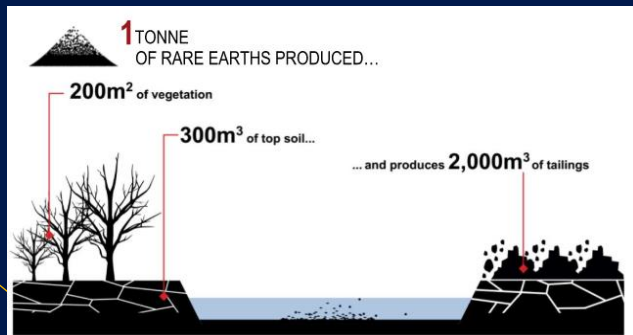 1 TONNE
OF RARE EARTHS PRODUCED...
200m² of vegetation
300m³ of top soil...
... and produces 2,000m³ of tailings